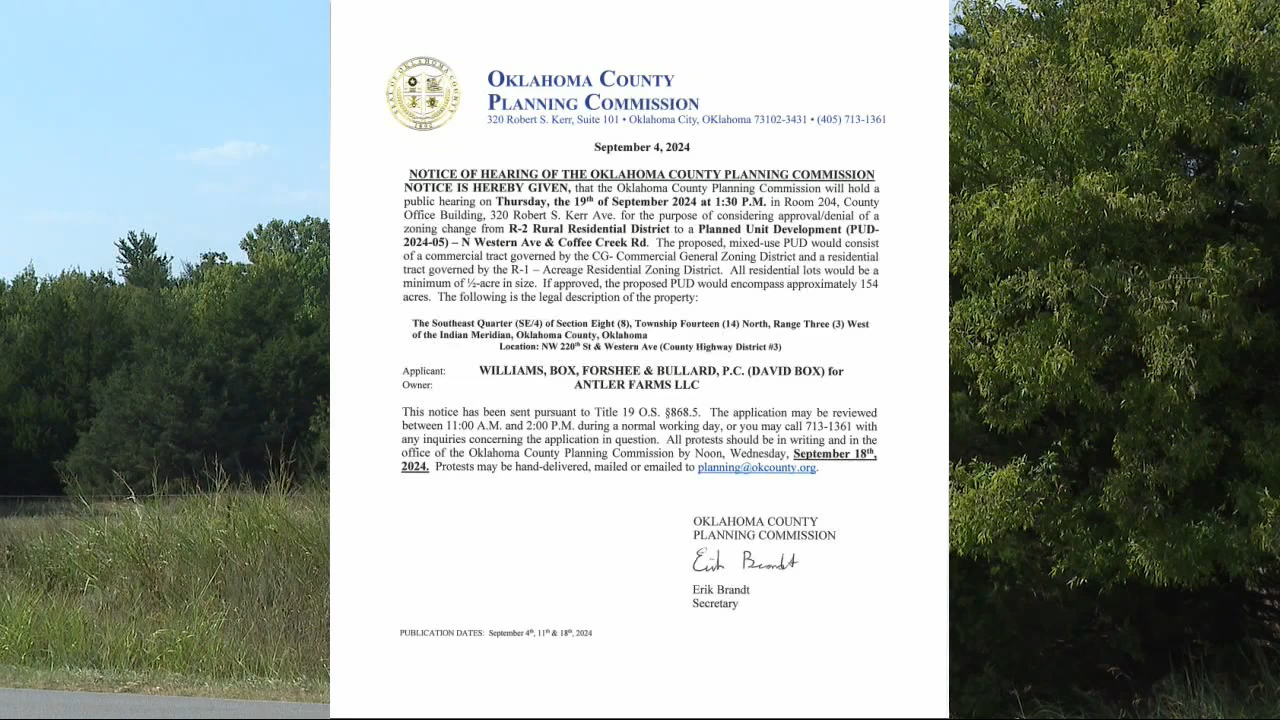 OKLAHOMA COUNTY
PLANNING COMMISSION
320 Robert S. Kerr, Suite 101 • Oklahoma City, OKlahoma 73102-3431 • (405) 713-1361
September 4, 2024
NOTICE OF HEARING OF THE OKLAHOMA COUNTY PLANNING COMMISSION
NOTICE IS HEREBY GIVEN, that the Oklahoma County Planning Commission will hold a
public hearing on Thursday, the 19th of September 2024 at 1:30 P.M. in Room 204, County
Office Building, 320 Robert S. Kerr Ave. for the purpose of considering approval/denial of a
zoning change from R-2 Rural Residential District to a Planned Unit Development (PUD-
2024-05) – N Western Ave & Coffee Creek Rd. The proposed, mixed-use PUD would consist
of a commercial tract governed by the CG- Commercial General Zoning District and a residential
tract governed by the R-1 – Acreage Residential Zoning District. All residential lots would be a
minimum of ½-acre in size. If approved, the proposed PUD would encompass approximately 154
acres. The following is the legal description of the property:
The Southeast Quarter (SE/4) of Section Eight (8), Township Fourteen (14) North, Range Three (3) West
of the Indian Meridian, Oklahoma County, Oklahoma
Location: NW 220th St & Western Ave (County Highway District #3)
Applicant: WILLIAMS, BOX, FORSHEE & BULLARD, P.C. (DAVID BOX) for
Owner: ANTLER FARMS LLC
This notice has been sent pursuant to Title 19 O.S. §868.5. The application may be reviewed
between 11:00 A.M. and 2:00 P.M. during a normal working day, or you may call 713-1361 with
any inquiries concerning the application in question. All protests should be in writing and in the
office of the Oklahoma County Planning Commission by Noon, Wednesday, September 18th,
2024. Protests may be hand-delivered, mailed or emailed to planning@okcounty.org.
OKLAHOMA COUNTY
PLANNING COMMISSION
Erik Brandt
Erik Brandt
Secretary
PUBLICATION DATES: September 4th, 11th & 18th, 2024